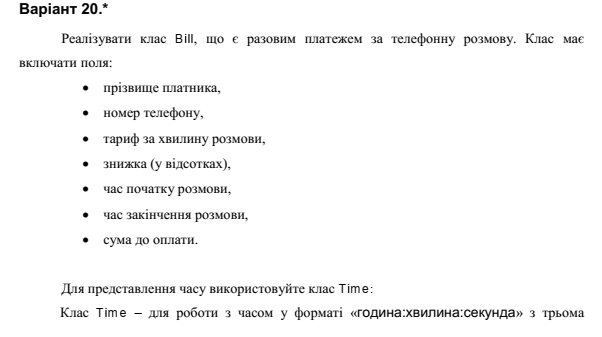 Варіант 20.*
Реалізувати клас Bill, що є разовим платежем за телефонну розмову. Клас має
включати поля:
• прізвище платника,
• номер телефону,
• тариф за хвилину розмови,
• знижка (у відсотках),
• час початку розмови,
• час закінчення розмови,
• сума до оплати.
Для представлення часу використовуйте клас Time:
Клас Time – для роботи з часом у форматі «година:хвилина:секунда» з трьома